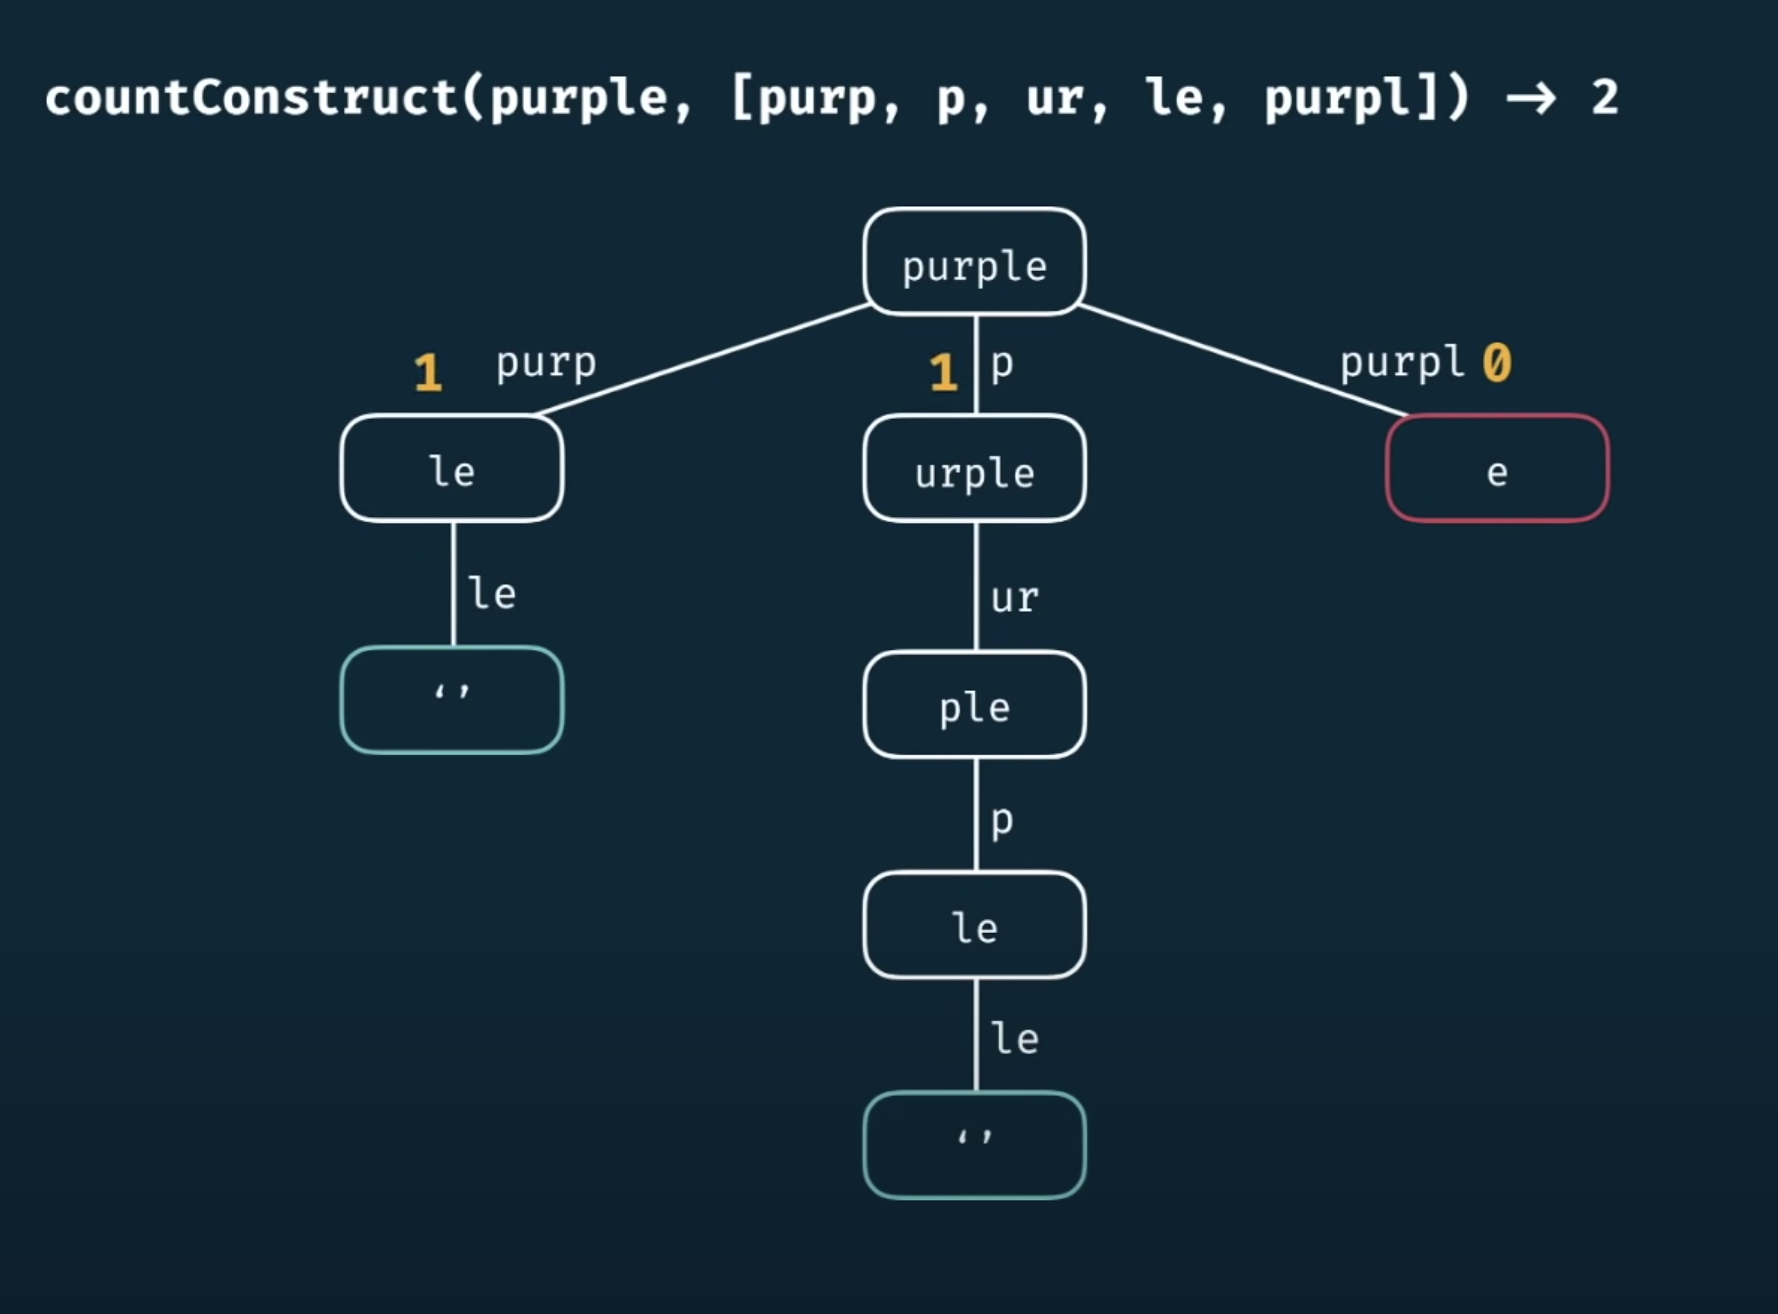 countConstruct(purple, [purp, p, ur, le, purpl]) → 2
purple
1 purp
1 p
purpl 0
le
urple
e
le
ur
‘’
ple
p
le
le
‘’